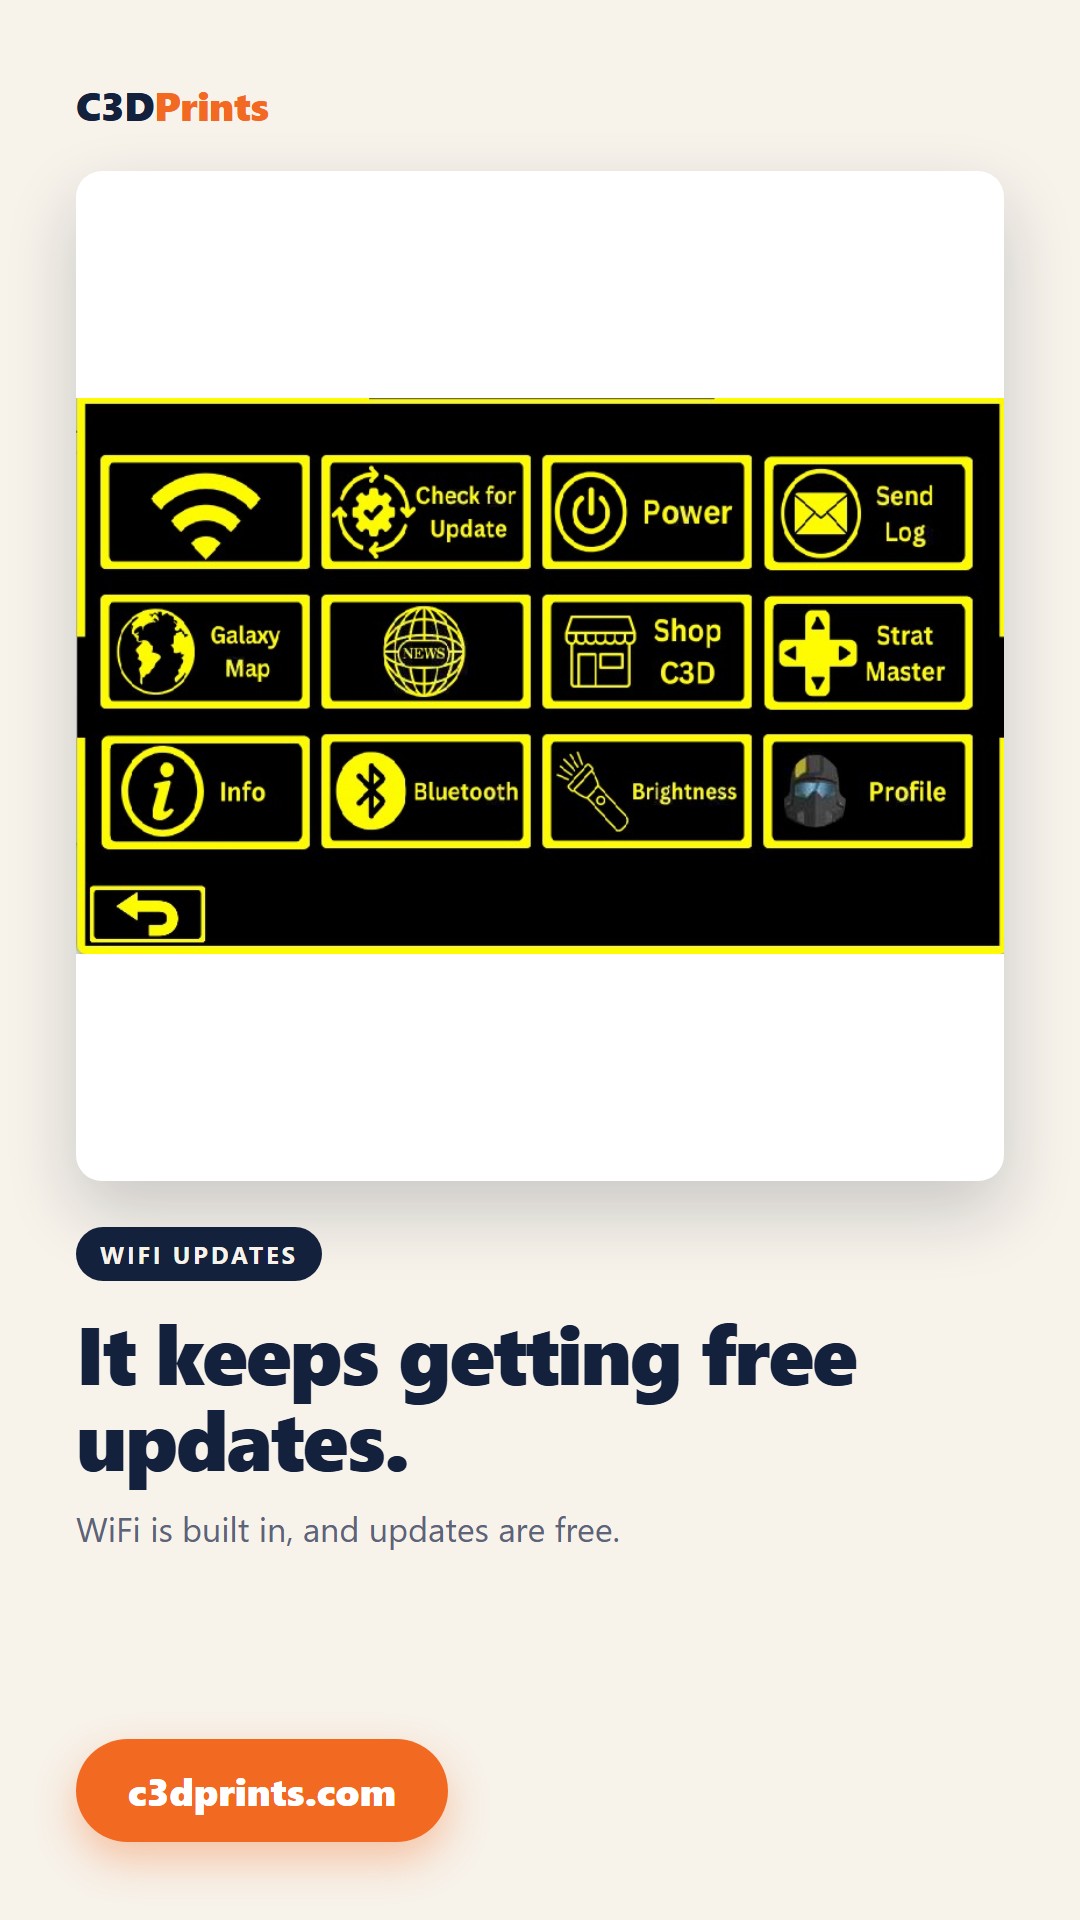 C3DPrints
Check for
Update
Power
Send
Log
Galaxy
Map
NEWS
Shop
C3D
Strat
Master
Info
Bluetooth
Brightness
Profile
WIFI UPDATES
It keeps getting free
updates.
WiFi is built in, and updates are free.
c3dprints.com